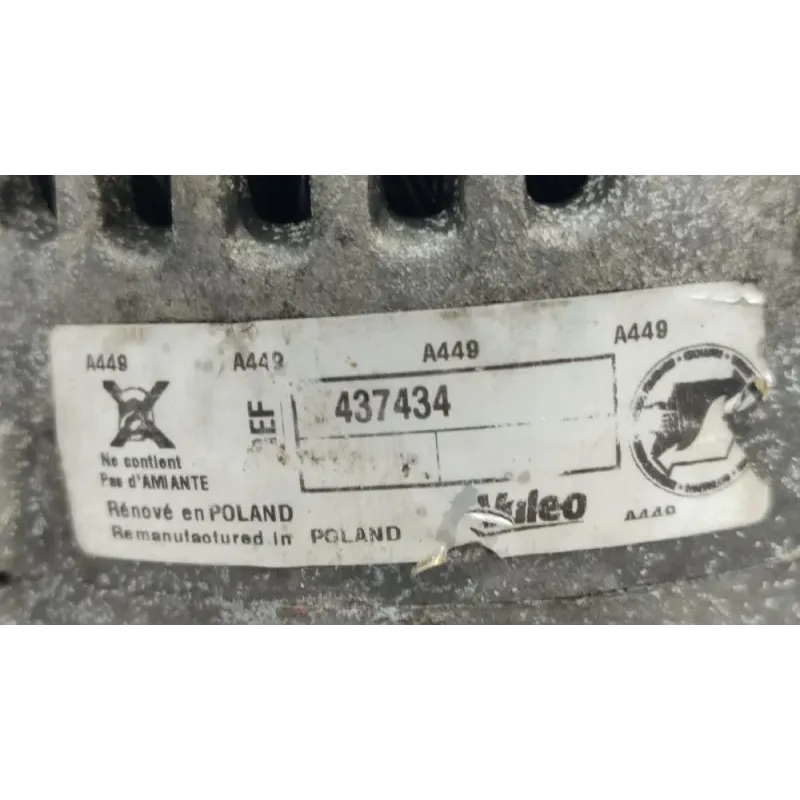 A449 A449 A449 A449
REF 437434
Ne contient
Pas d'AMIANTE
Rénové en POLAND
Remanufactured in POLAND
Valeo
A449